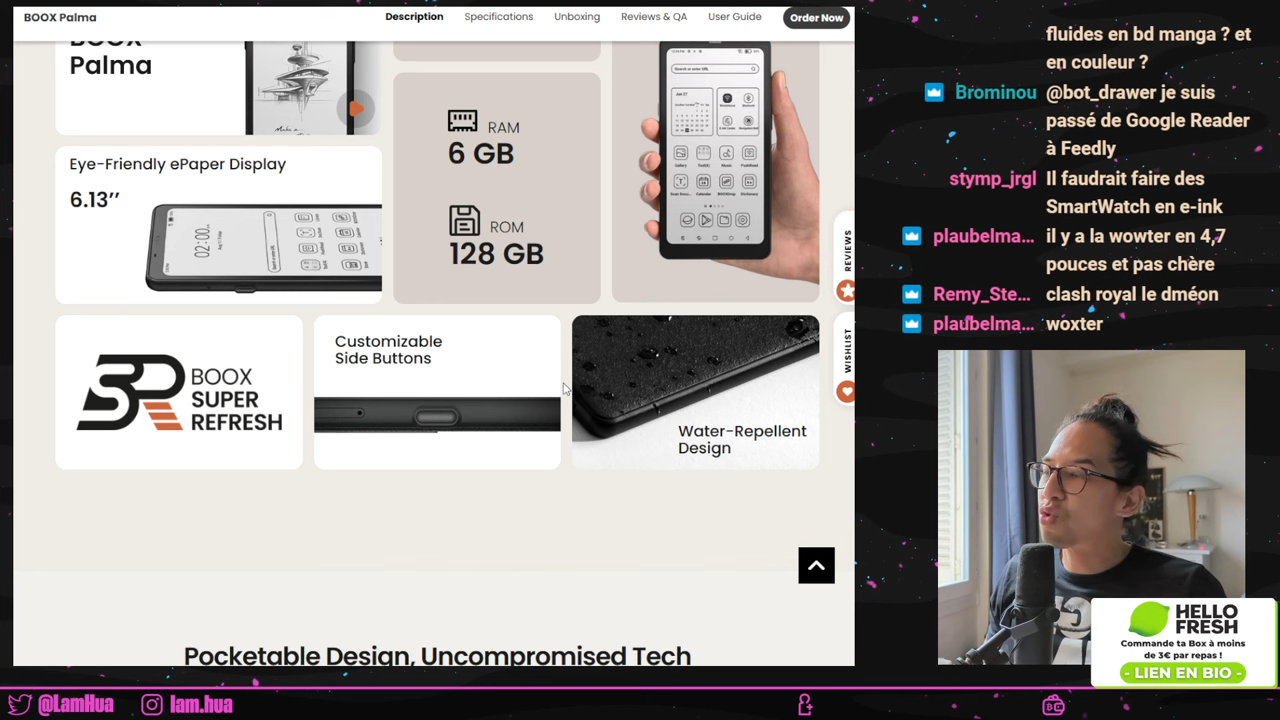 BOOX Palma
Description
Specifications
Unboxing
Reviews & QA
User Guide
Order Now
BOOX
Palma
RAM
6 GB
ROM
128 GB
Eye-Friendly ePaper Display
6.13’’
02:00
REVIEWS
WISHLIST
BOOX
SUPER
REFRESH
Customizable
Side Buttons
Water-Repellent
Design
Pocketable Design, Uncompromised Tech
fluides en bd manga ? et
en couleur ?
Brominou @bot_drawer je suis
passé de Google Reader
à Feedly
stymp_jrgl Il faudrait faire des
SmartWatch en e-ink
plaubelma... il y a la wowter en 4,7
pouces et pas chère
Remy_Ste... clash royal le dméon
plaubelma... woxter
HELLO
FRESH
Commande ta Box à moins
de 3€ par repas !
- LIEN EN BIO -
@LamHua
lam.hua